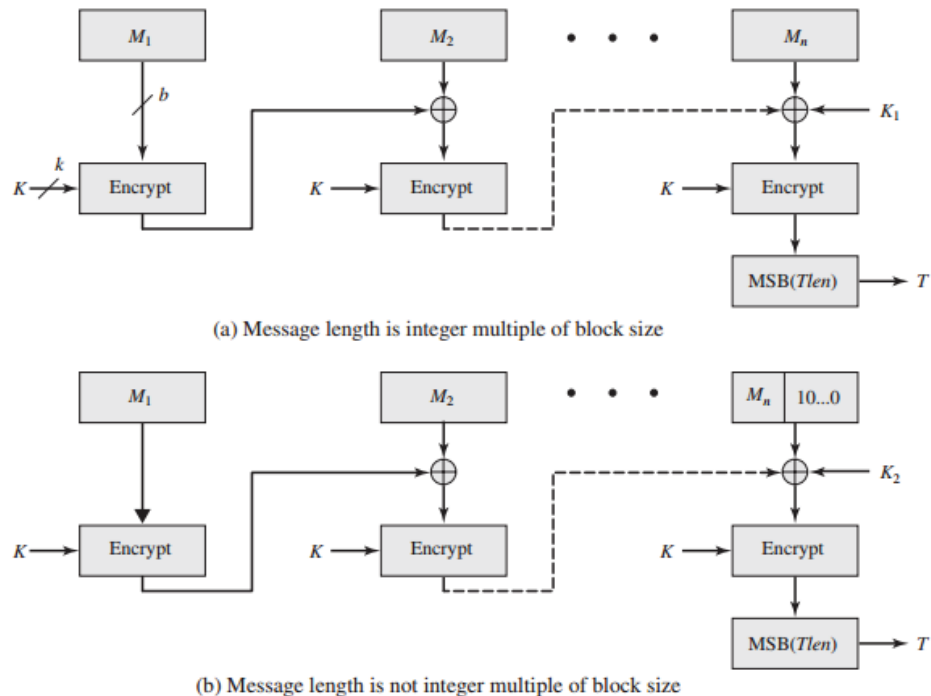 M₁ M₂ • • • Mₙ
b
K₁
k
K Encrypt K Encrypt K Encrypt
MSB(Tlen) T
(a) Message length is integer multiple of block size
M₁ M₂ • • • Mₙ 10...0
K₂
K Encrypt K Encrypt K Encrypt
MSB(Tlen) T
(b) Message length is not integer multiple of block size